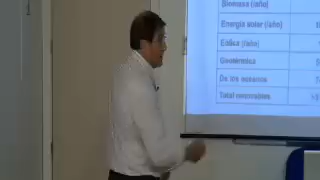 Biomasa (/año)
Energía solar (/año)
Eólica (/año)
Geotérmica
De los océanos
Total renovables